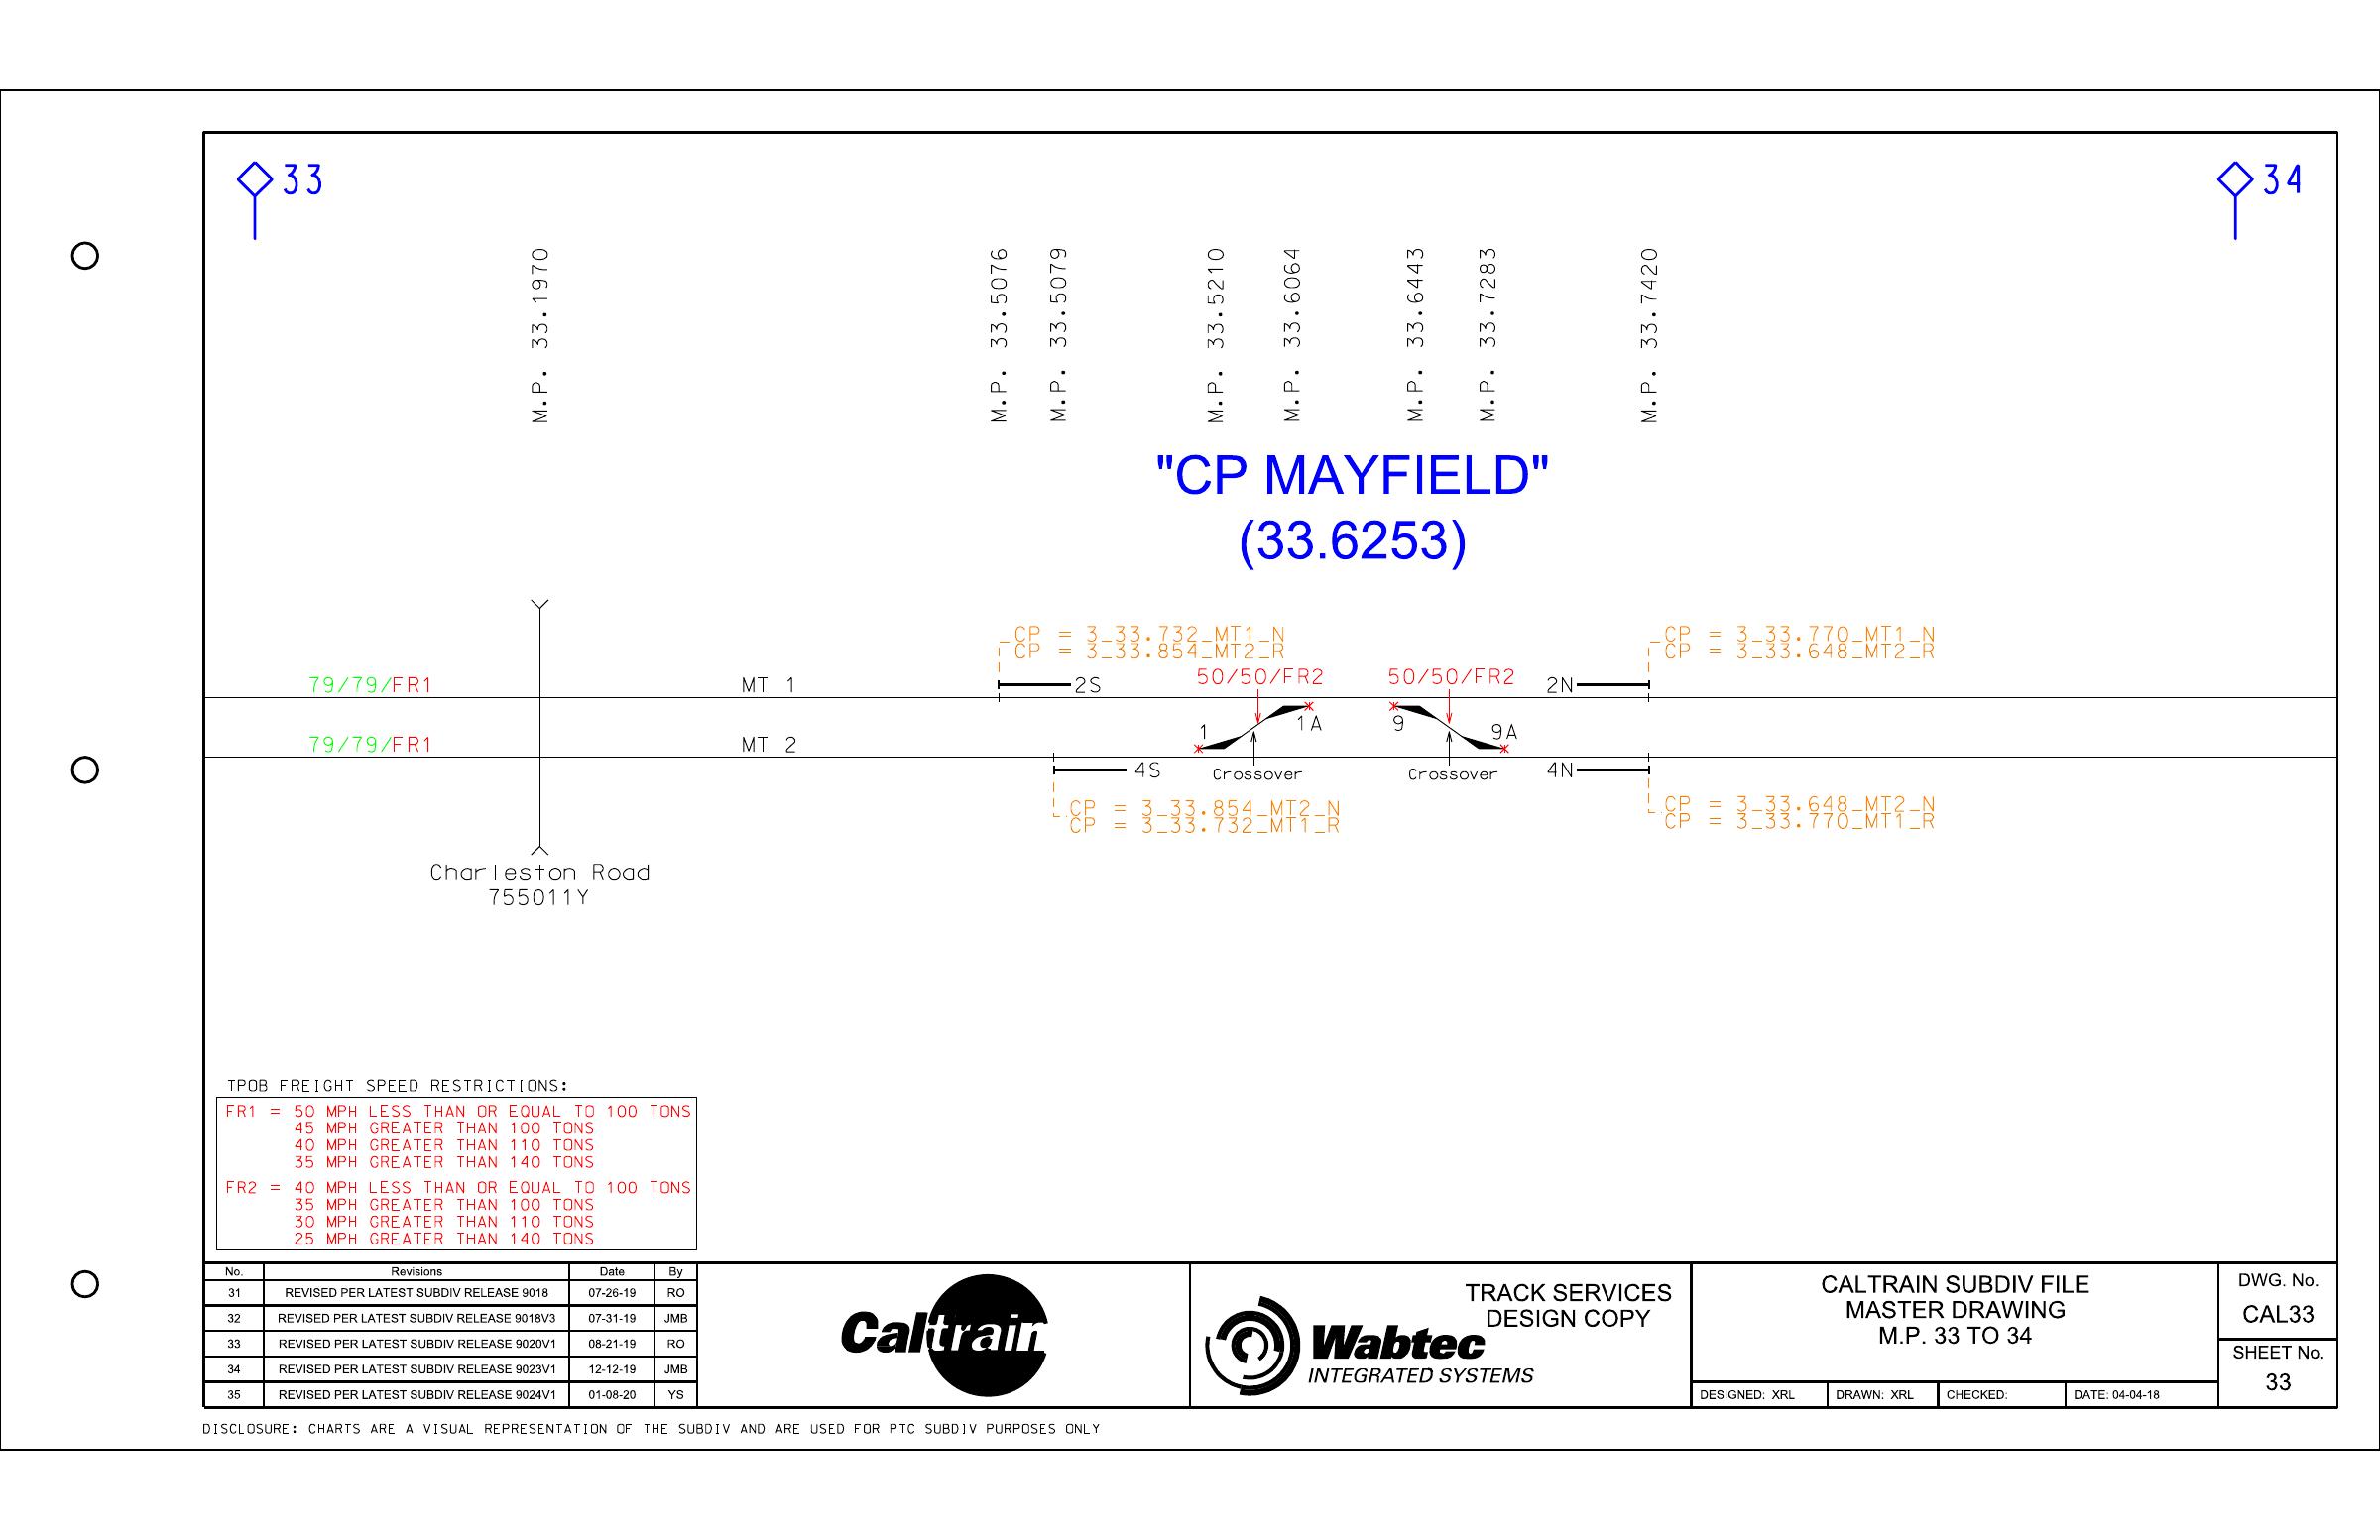 33
34
M.P. 33.1970
M.P. 33.5076
M.P. 33.5079
M.P. 33.5210
M.P. 33.6064
M.P. 33.6443
M.P. 33.7283
M.P. 33.7420
"CP MAYFIELD"
(33.6253)
CP = 3_33.732_MT1_N
CP = 3_33.854_MT2_R
CP = 3_33.770_MT1_N
CP = 3_33.648_MT2_R
79/79/FR1
MT 1
2S
50/50/FR2
50/50/FR2
2N
1
1A
9
9A
79/79/FR1
MT 2
4S
Crossover
Crossover
4N
CP = 3_33.854_MT2_N
CP = 3_33.732_MT1_R
CP = 3_33.648_MT2_N
CP = 3_33.770_MT1_R
Charleston Road
755011Y
TPOB FREIGHT SPEED RESTRICTIONS:
FR1 = 50 MPH LESS THAN OR EQUAL TO 100 TONS
45 MPH GREATER THAN 100 TONS
40 MPH GREATER THAN 110 TONS
35 MPH GREATER THAN 140 TONS
FR2 = 40 MPH LESS THAN OR EQUAL TO 100 TONS
35 MPH GREATER THAN 100 TONS
30 MPH GREATER THAN 110 TONS
25 MPH GREATER THAN 140 TONS
No. Revisions Date By
31 REVISED PER LATEST SUBDIV RELEASE 9018 07-26-19 RO
32 REVISED PER LATEST SUBDIV RELEASE 9018V3 07-31-19 JMB
33 REVISED PER LATEST SUBDIV RELEASE 9020V1 08-21-19 RO
34 REVISED PER LATEST SUBDIV RELEASE 9023V1 12-12-19 JMB
35 REVISED PER LATEST SUBDIV RELEASE 9024V1 01-08-20 YS
Caltrain
TRACK SERVICES
DESIGN COPY
Wabtec
INTEGRATED SYSTEMS
CALTRAIN SUBDIV FILE
MASTER DRAWING
M.P. 33 TO 34
DESIGNED: XRL
DRAWN: XRL
CHECKED:
DATE: 04-04-18
DWG. No.
CAL33
SHEET No.
33
DISCLOSURE: CHARTS ARE A VISUAL REPRESENTATION OF THE SUBDIV AND ARE USED FOR PTC SUBDIV PURPOSES ONLY